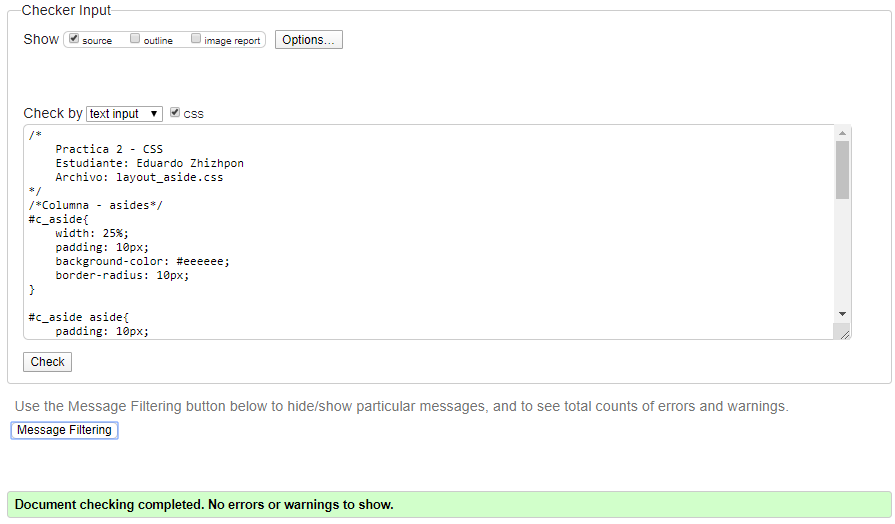 Checker Input
Show source outline image report Options...
Check by text input css
/*
Practica 2 - CSS
Estudiante: Eduardo Zhizhpon
Archivo: layout_aside.css
*/
/*Columna - asides*/
#c_aside{
width: 25%;
padding: 10px;
background-color: #eeeeee;
border-radius: 10px;
}
#c_aside aside{
padding: 10px;
Check
Use the Message Filtering button below to hide/show particular messages, and to see total counts of errors and warnings.
Message Filtering
Document checking completed. No errors or warnings to show.